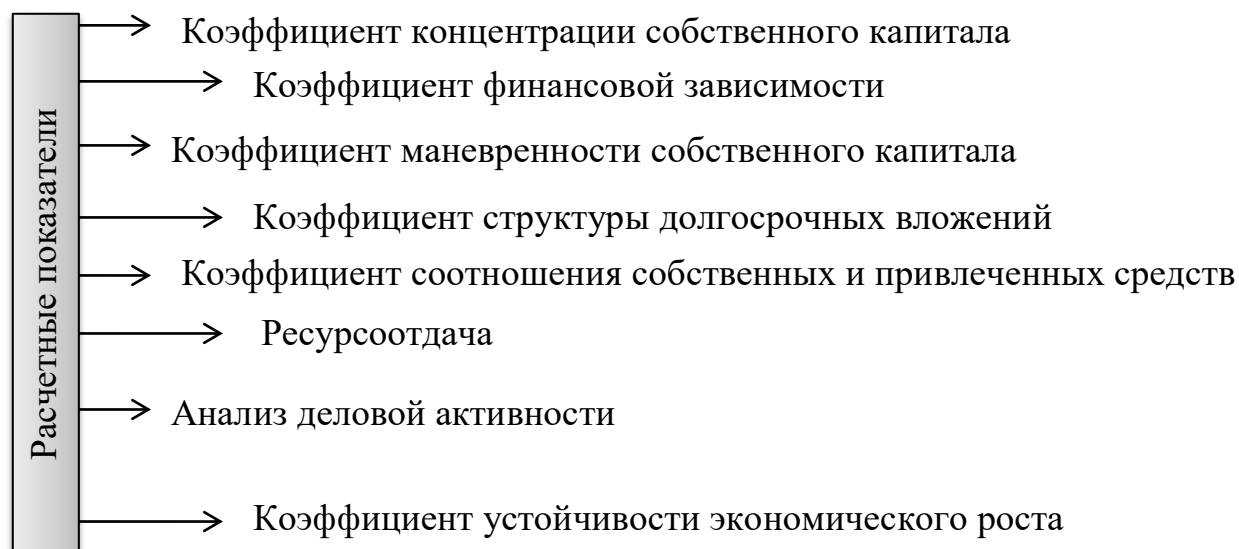 Расчетные показатели
Коэффициент концентрации собственного капитала
Коэффициент финансовой зависимости
Коэффициент маневренности собственного капитала
Коэффициент структуры долгосрочных вложений
Коэффициент соотношения собственных и привлеченных средств
Ресурсоотдача
Анализ деловой активности
Коэффициент устойчивости экономического роста